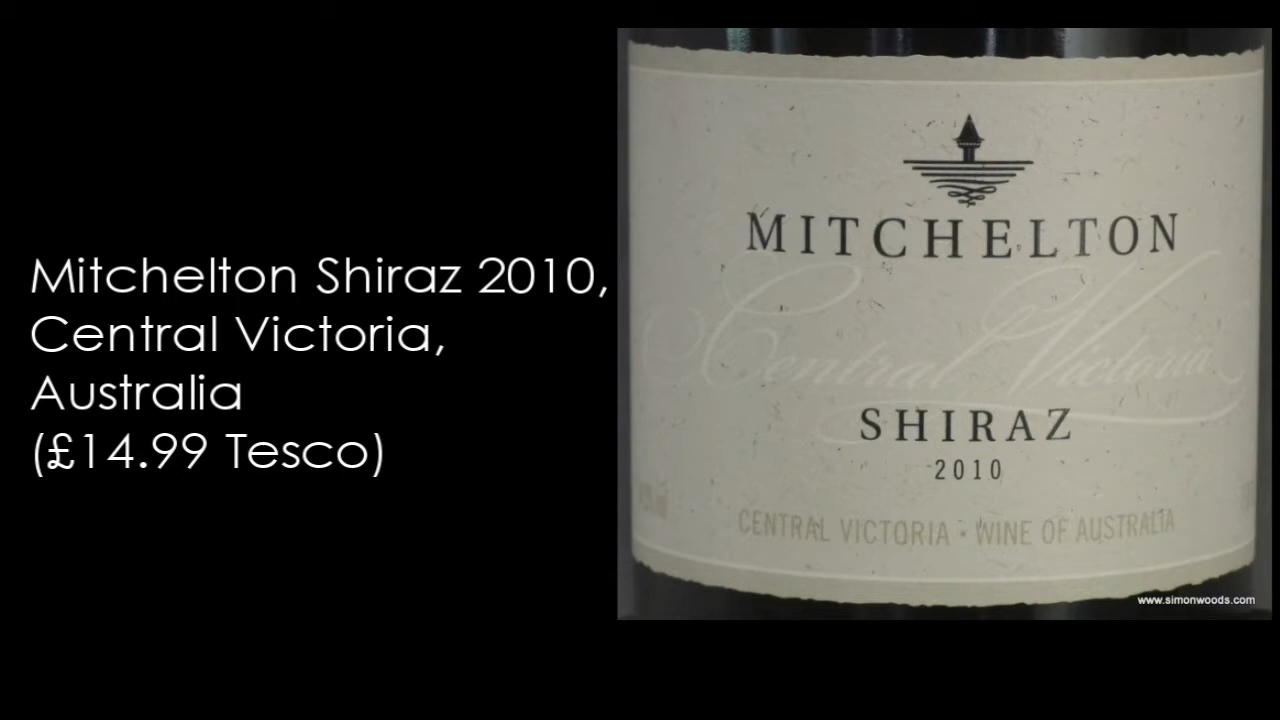 Mitchelton Shiraz 2010,
Central Victoria,
Australia
(£14.99 Tesco)
MITCHELTON
Central Victoria
SHIRAZ
2010
CENTRAL VICTORIA · WINE OF AUSTRALIA
www.simonwoods.com